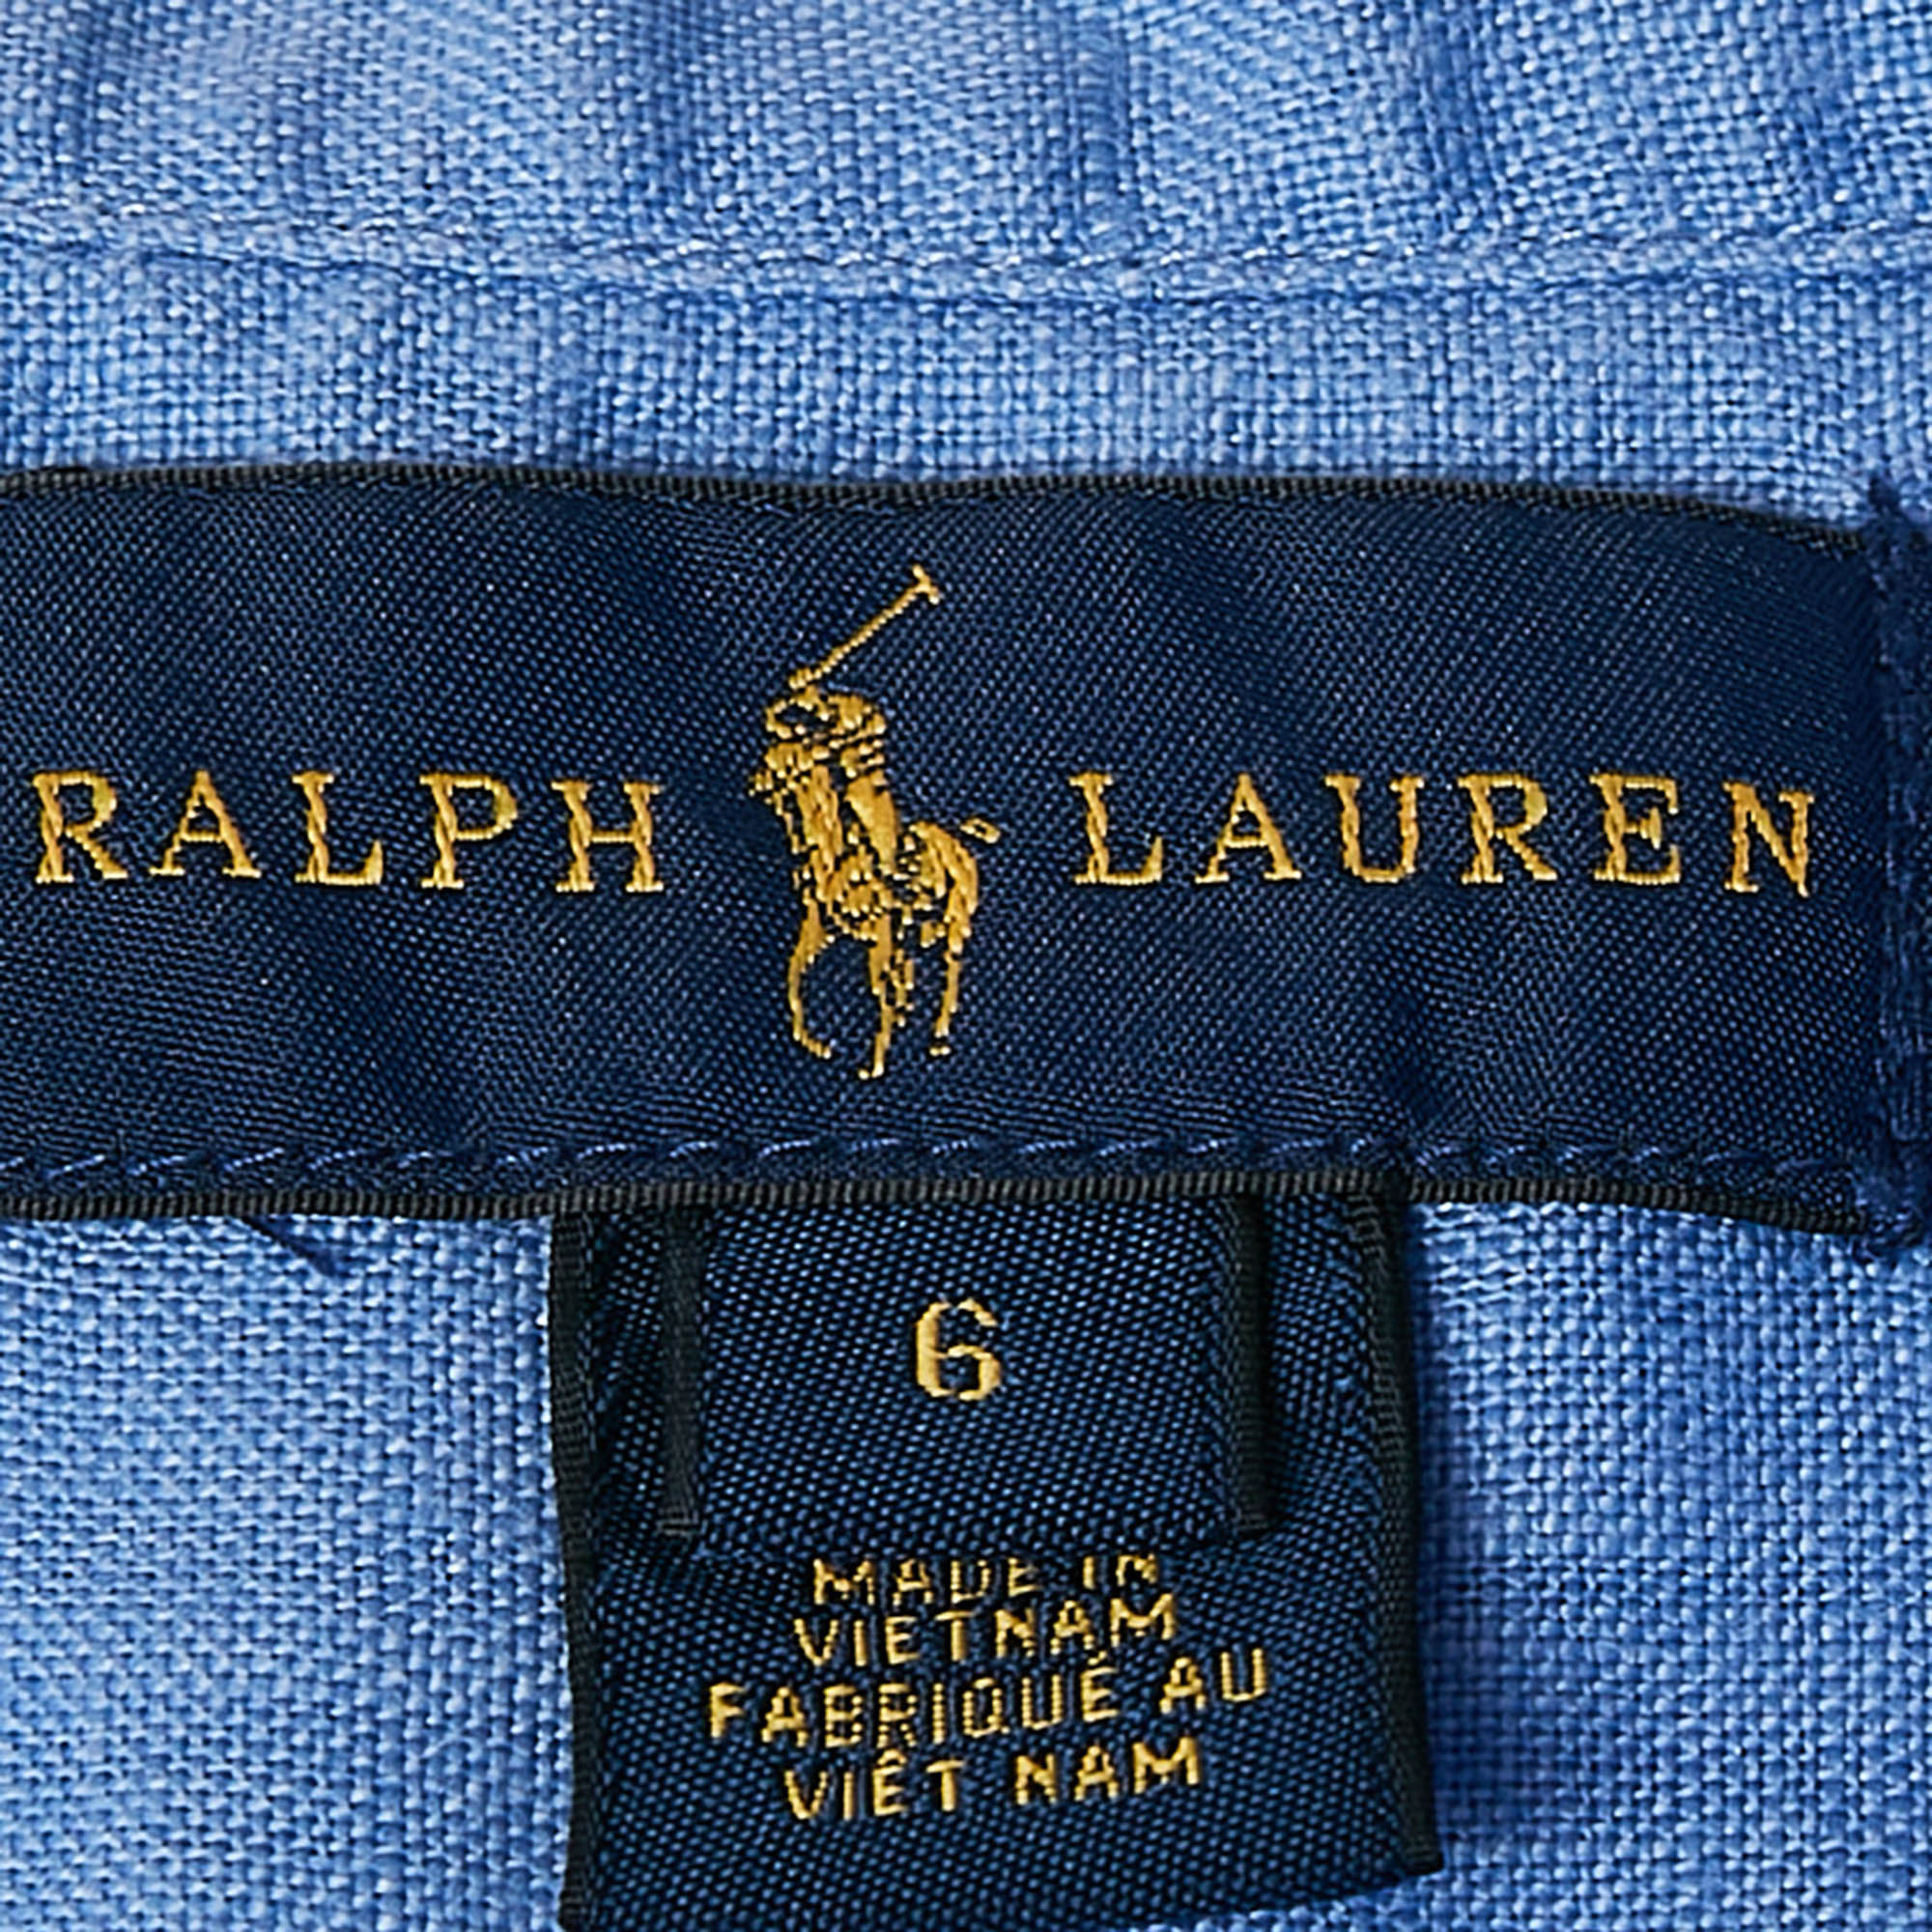 RALPH LAUREN
6
MADE IN
VIETNAM
FABRIQUÉ AU
VIÊT NAM